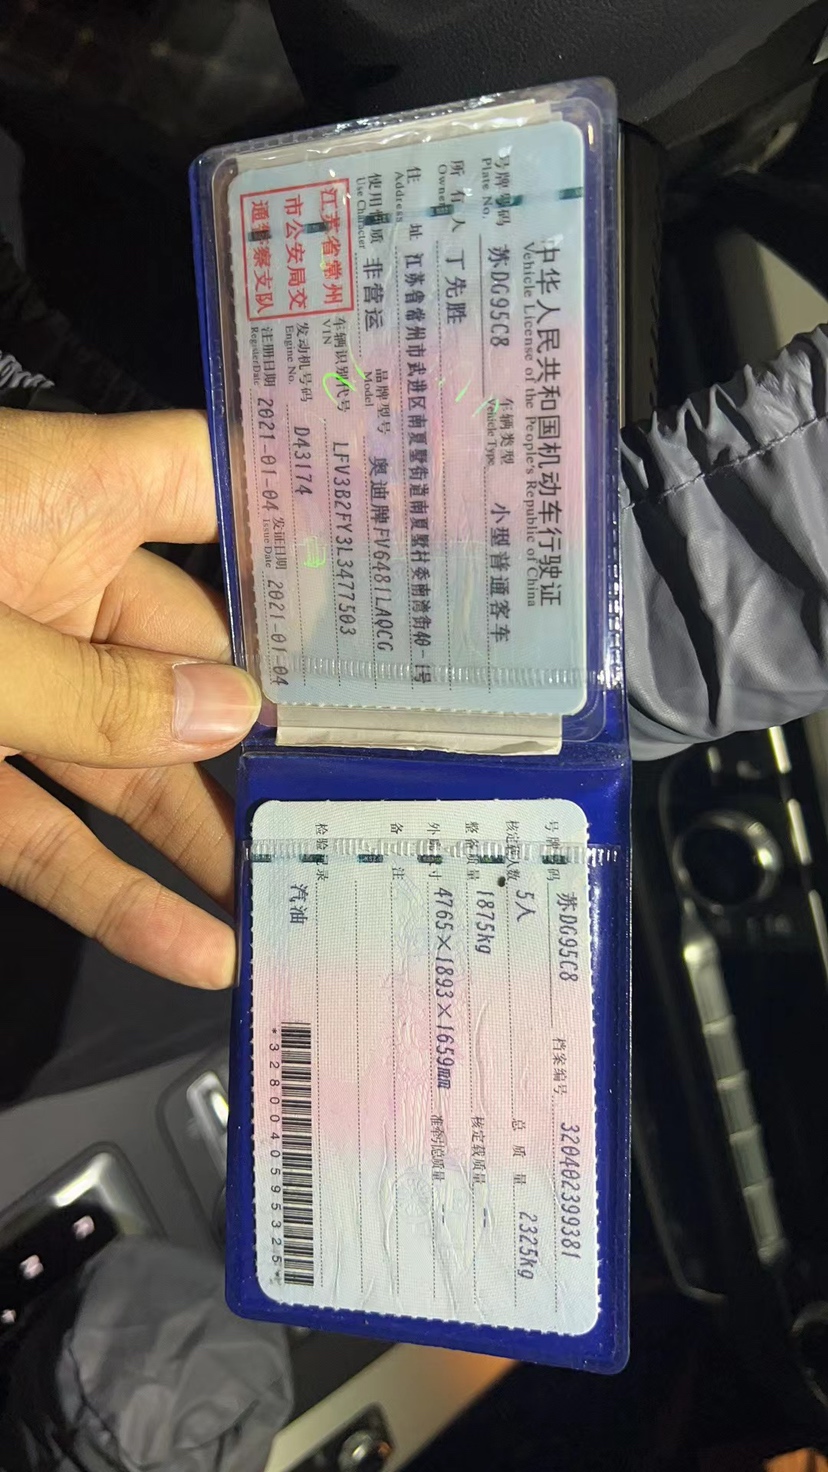 中华人民共和国机动车行驶证
Vehicle License of the People's Republic of China
号牌号码 苏DG95C8 车辆类型 小型普通客车
Plate No. Vehicle Type
所有人 丁先胜
Owner
住址 江苏省常州市武进区南夏墅街道南夏墅村委南湾街40-1号
Address
使用性质 非营运 品牌型号 奥迪牌FV6481LAQCG
Use Character Model
江苏省常州市公安局交通警察支队
车辆识别代号 LFV3B2FY3L3477503
VIN
发动机号码 D43174
Engine No.
注册日期 2021-01-04 发证日期 2021-01-04
Register Date Issue Date
号牌号码 苏DG95C8 档案编号 320402399381
核定载人数 5人 总质量 2325kg
整备质量 1875kg 核定载质量 --
外廓尺寸 4765×1893×1659mm 准牵引总质量 --
备注
检验记录
汽油
*3280040595325*